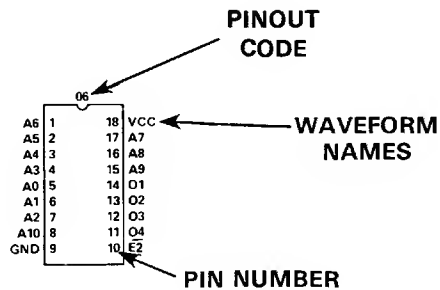 PINOUT
CODE
06
A6 1 18 VCC
WAVEFORM
NAMES
A5 2 17 A7
A4 3 16 A8
A3 4 15 A9
A0 5 14 O1
A1 6 13 O2
A2 7 12 O3
A10 8 11 O4
GND 9 10 E2
PIN NUMBER